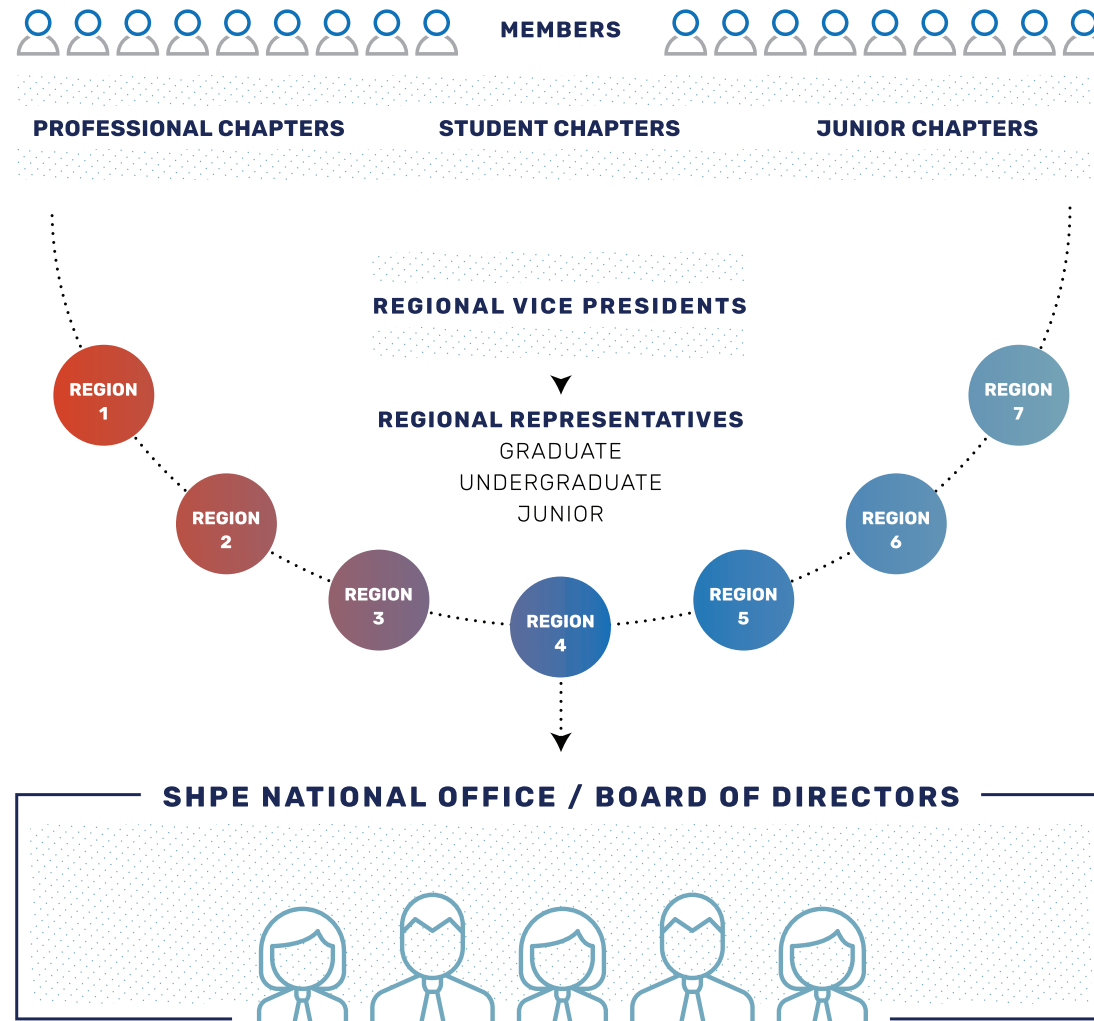 MEMBERS
PROFESSIONAL CHAPTERS
STUDENT CHAPTERS
JUNIOR CHAPTERS
REGIONAL VICE PRESIDENTS
REGIONAL REPRESENTATIVES
GRADUATE
UNDERGRADUATE
JUNIOR
REGION
1
REGION
2
REGION
3
REGION
4
REGION
5
REGION
6
REGION
7
SHPE NATIONAL OFFICE / BOARD OF DIRECTORS